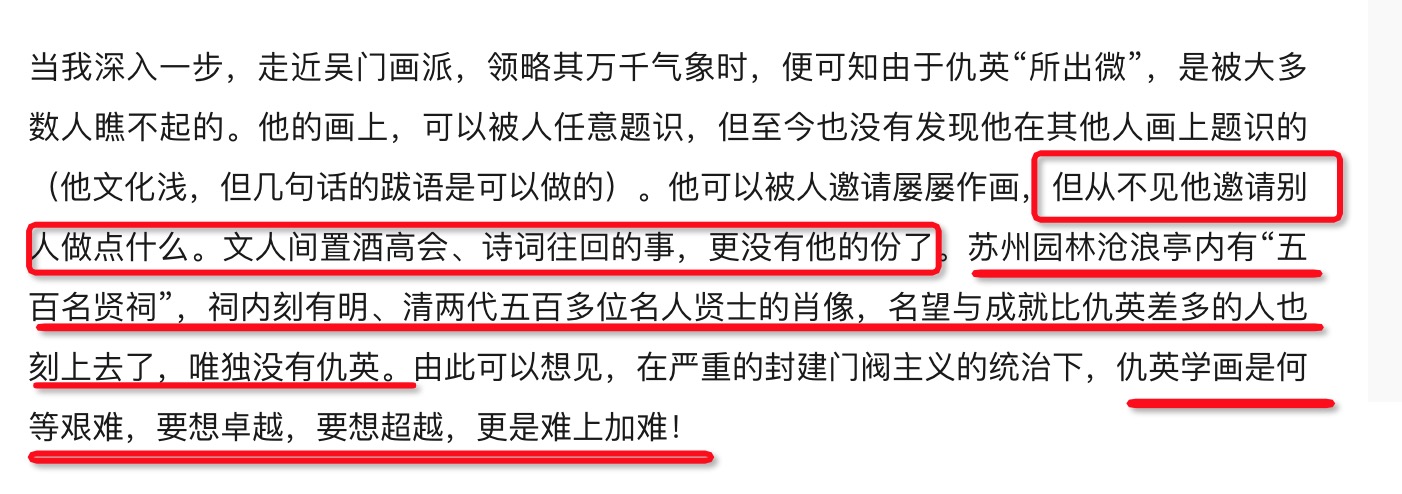 当我深入一步，走近吴门画派，领略其万千气象时，便可知由于仇英“所出微”，是被大多
数人瞧不起的。他的画上，可以被人任意题识，但至今也没有发现他在其他人画上题识的
（他文化浅，但几句话的跋语是可以做的）。他可以被人邀请屡屡作画，但从不见他邀请别
人做点什么。文人间置酒高会、诗词往回的事，更没有他的份了。苏州园林沧浪亭内有“五
百名贤祠”，祠内刻有明、清两代五百多位名人贤士的肖像，名望与成就比仇英差多的人也
刻上去了，唯独没有仇英。由此可以想见，在严重的封建门阀主义的统治下，仇英学画是何
等艰难，要想卓越，要想超越，更是难上加难！